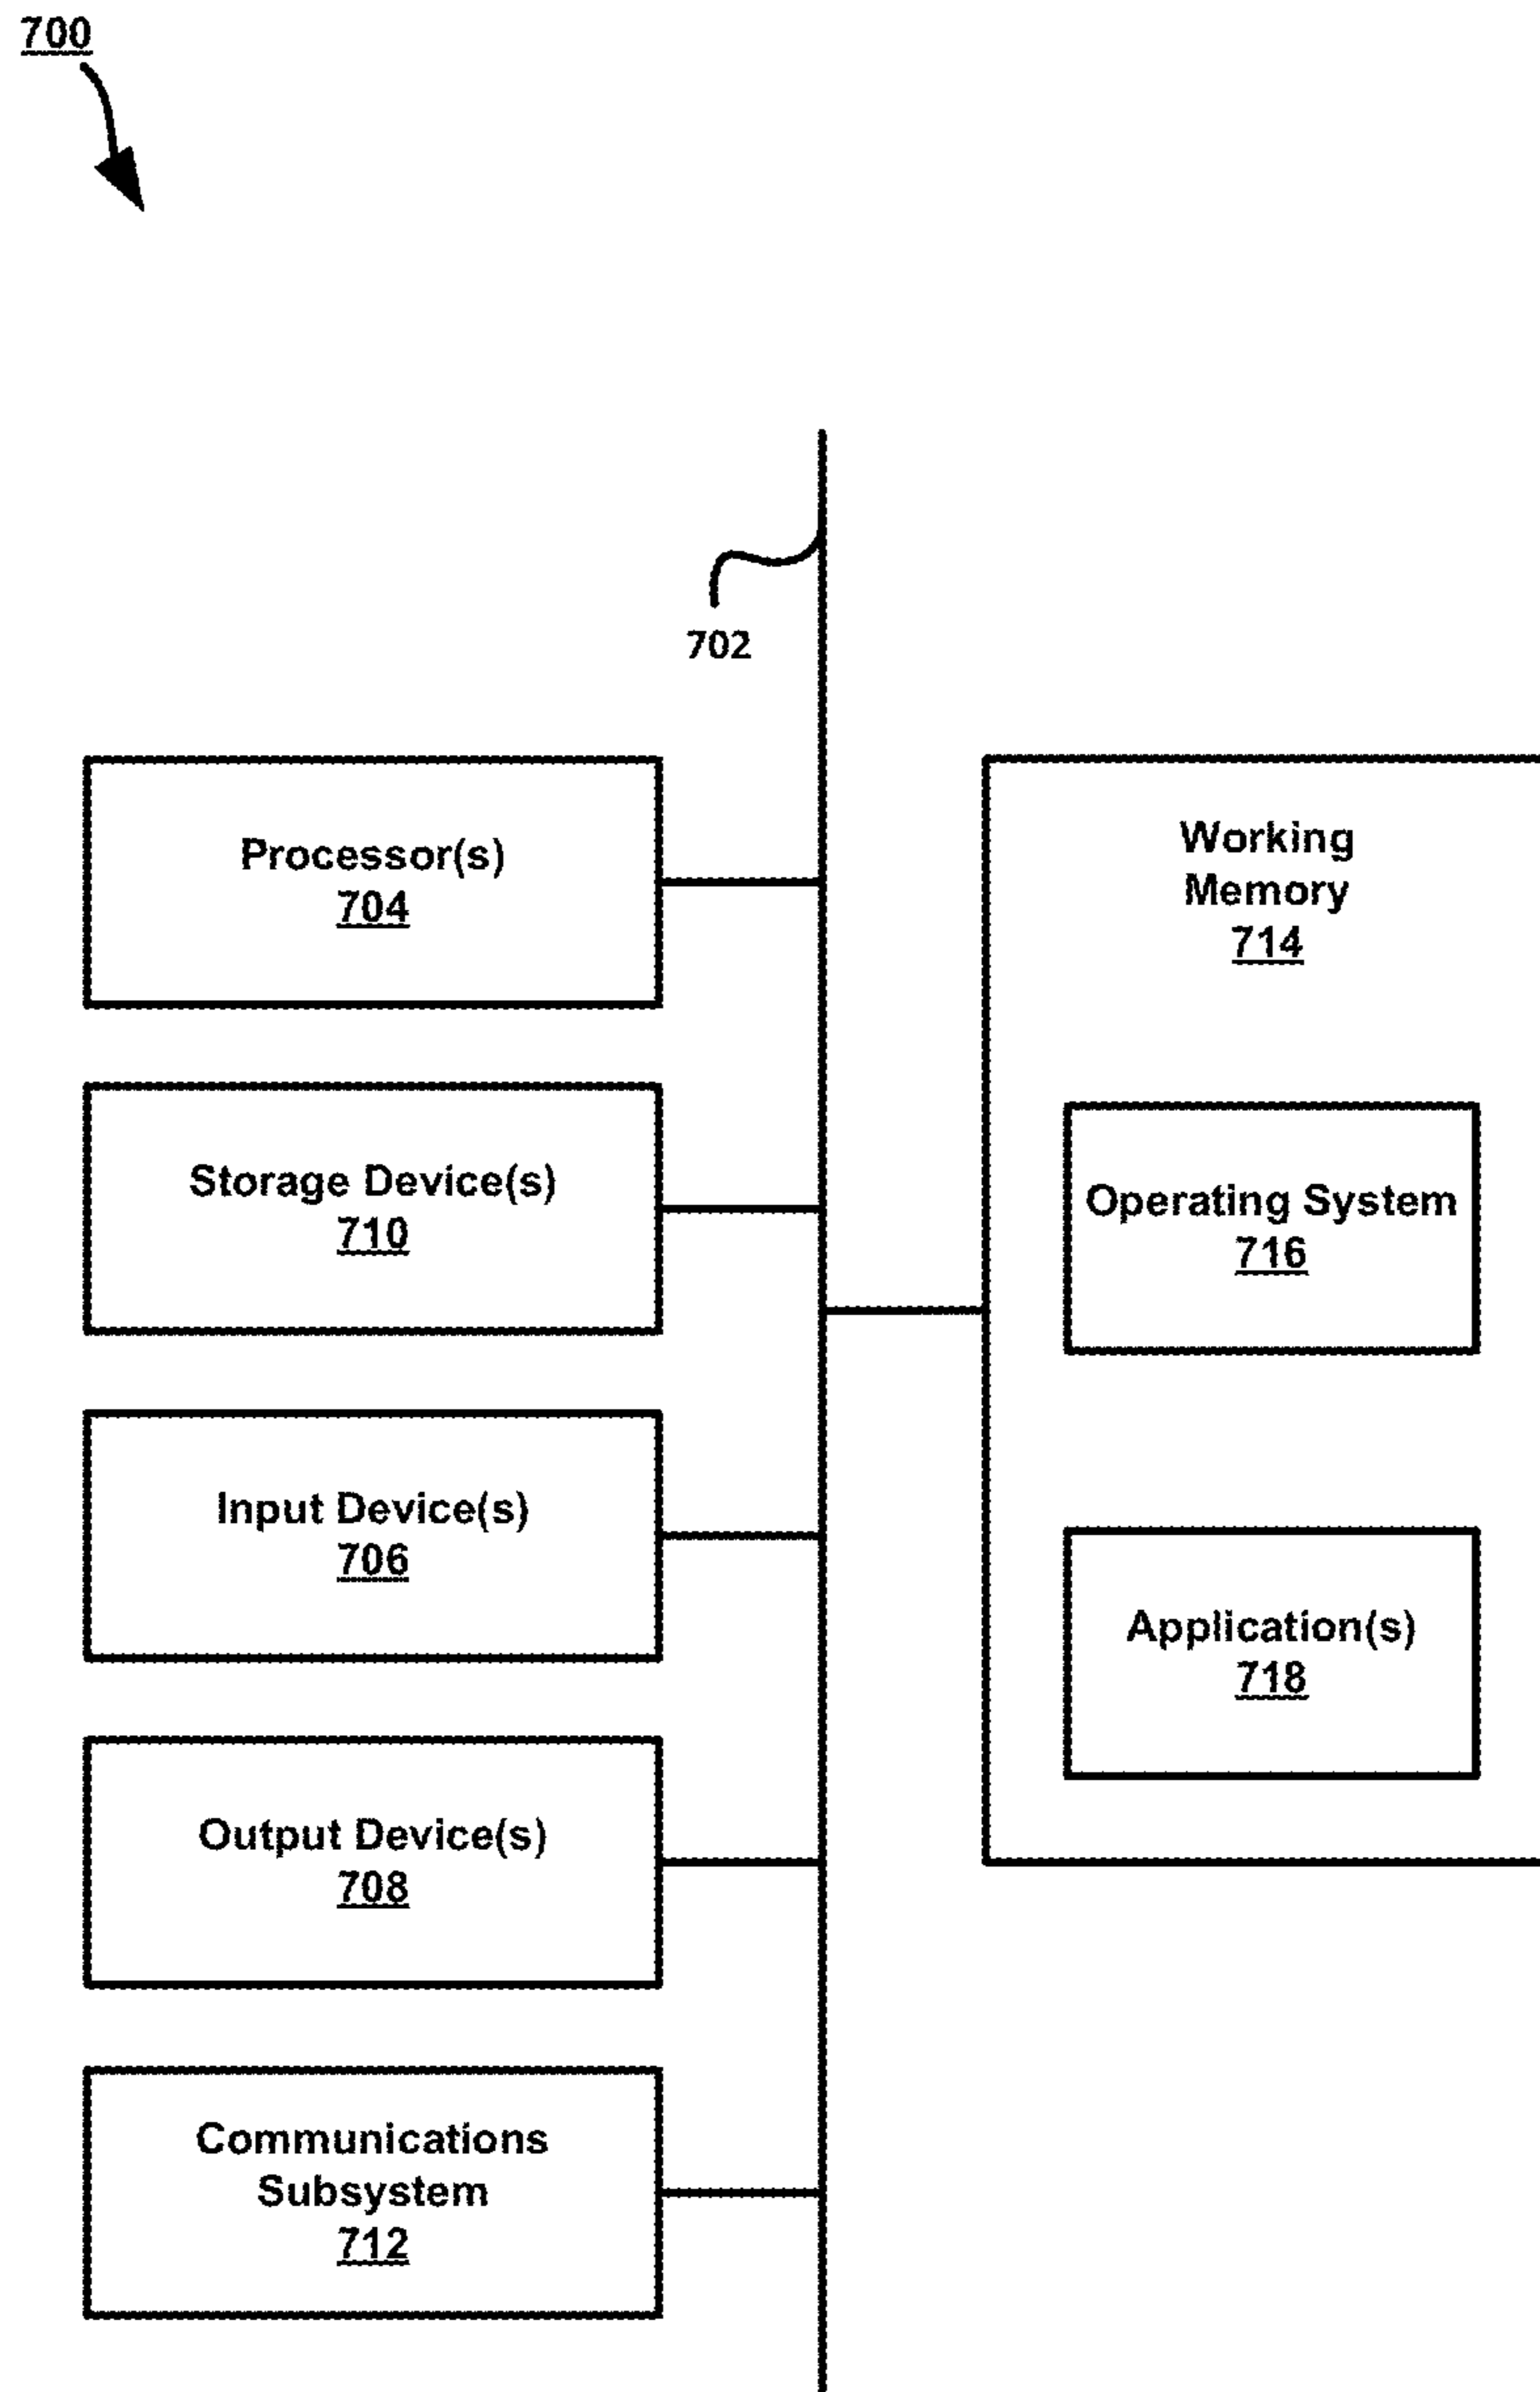 700
702
Processor(s)
704
Storage Device(s)
710
Input Device(s)
706
Output Device(s)
708
Communications
Subsystem
712
Working
Memory
714
Operating System
716
Application(s)
718